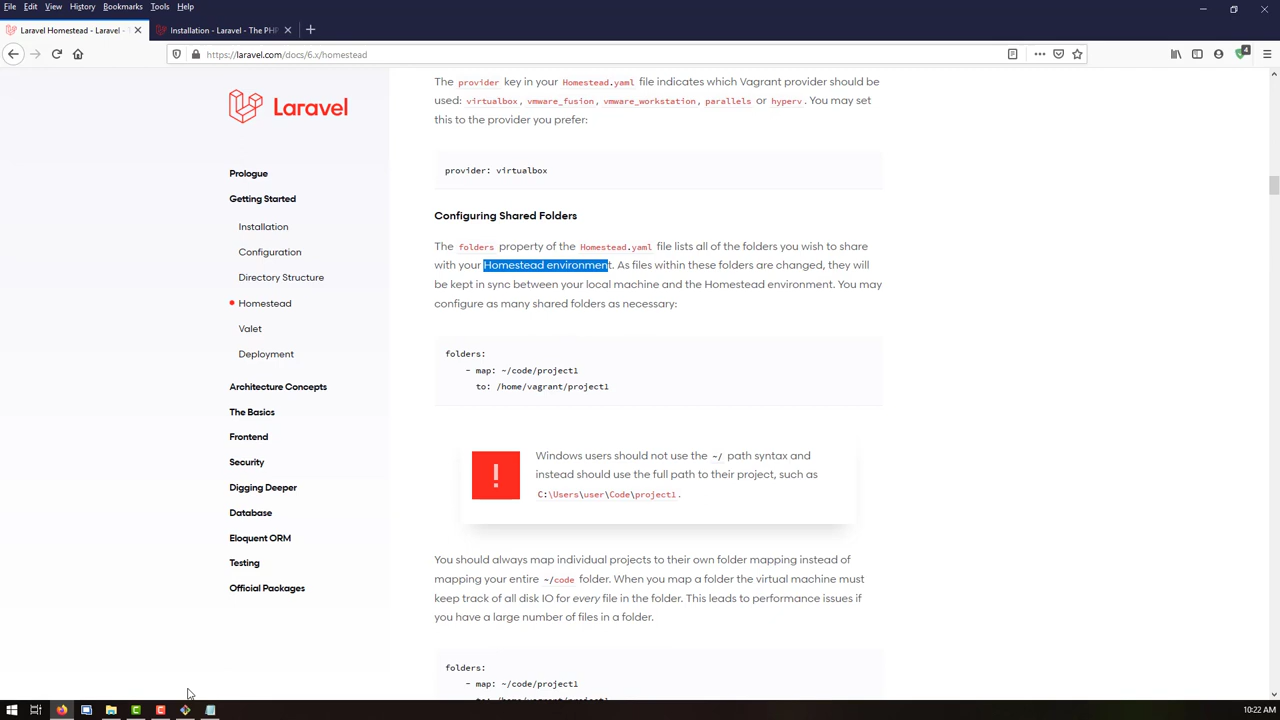 File Edit View History Bookmarks Tools Help
Laravel Homestead - Laravel - T
Installation - Laravel - The PHP
https://laravel.com/docs/6.x/homestead
4
Laravel
Prologue
Getting Started
Installation
Configuration
Directory Structure
Homestead
Valet
Deployment
Architecture Concepts
The Basics
Frontend
Security
Digging Deeper
Database
Eloquent ORM
Testing
Official Packages
The provider key in your Homestead.yaml file indicates which Vagrant provider should be
used: virtualbox, vmware_fusion, vmware_workstation, parallels or hyperv. You may set
this to the provider you prefer:
provider: virtualbox
Configuring Shared Folders
The folders property of the Homestead.yaml file lists all of the folders you wish to share
with your Homestead environment. As files within these folders are changed, they will
be kept in sync between your local machine and the Homestead environment. You may
configure as many shared folders as necessary:
folders:
- map: ~/code/project1
to: /home/vagrant/project1
!
Windows users should not use the ~/ path syntax and
instead should use the full path to their project, such as
C:\Users\user\Code\project1.
You should always map individual projects to their own folder mapping instead of
mapping your entire ~/code folder. When you map a folder the virtual machine must
keep track of all disk IO for every file in the folder. This leads to performance issues if
you have a large number of files in a folder.
folders:
- map: ~/code/project1
to: /home/vagrant/project1
10:22 AM